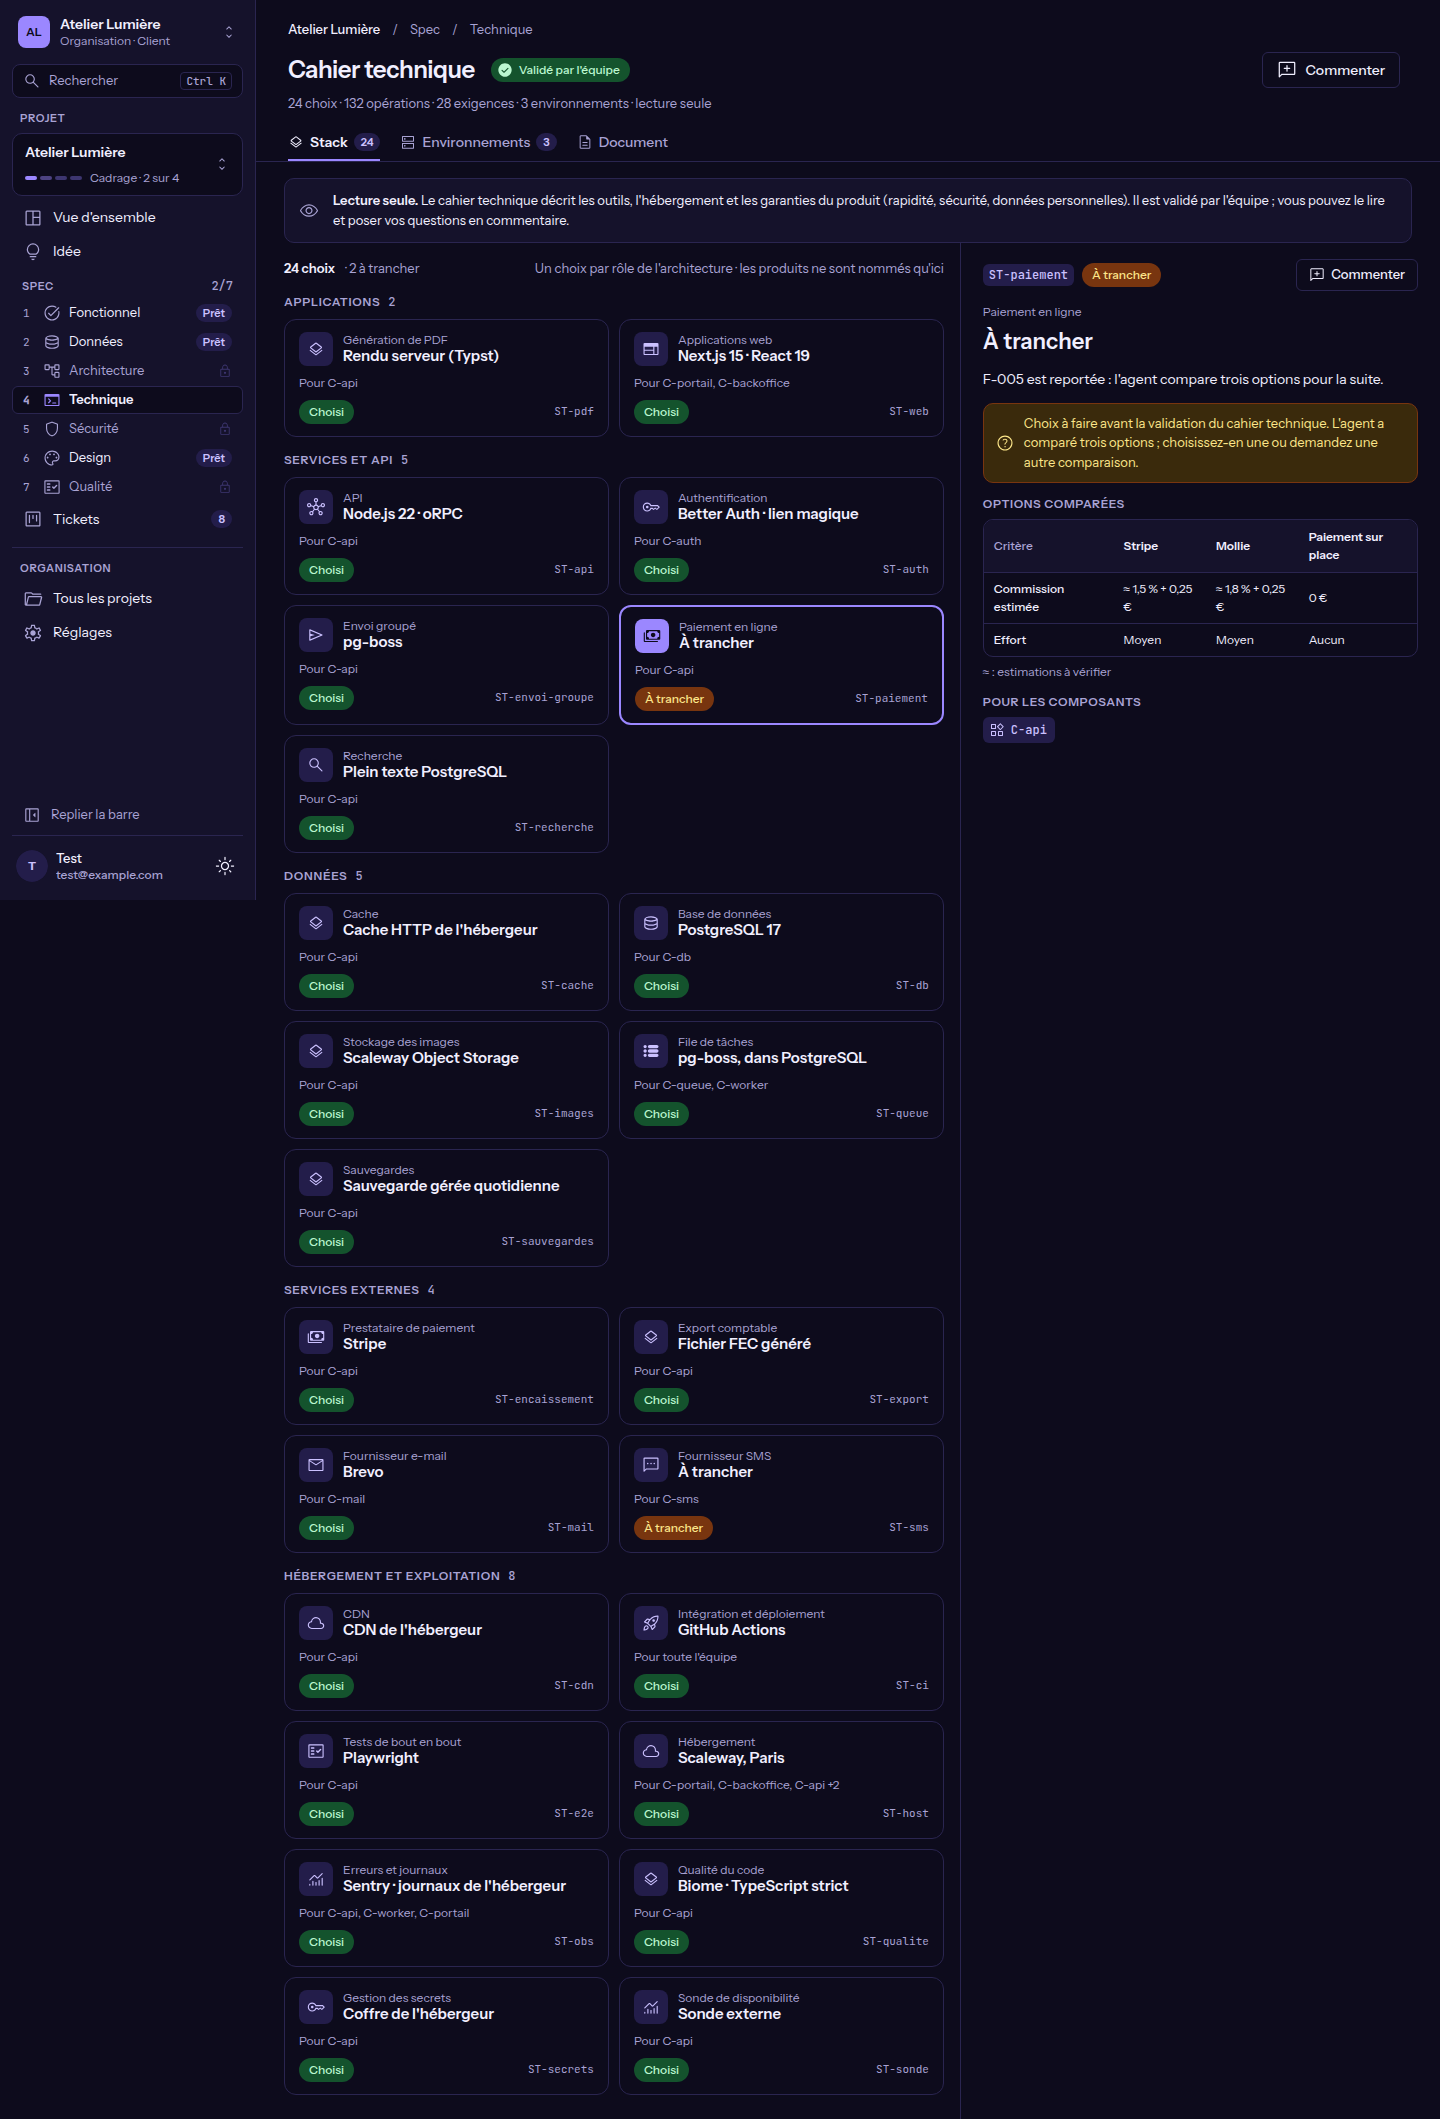 AL
Atelier Lumière
Organisation · Client
Rechercher
Ctrl K
PROJET
Atelier Lumière
Cadrage · 2 sur 4
Vue d'ensemble
Idée
SPEC 2/7
1 Fonctionnel Prêt
2 Données Prêt
3 Architecture
4 Technique
5 Sécurité
6 Design Prêt
7 Qualité
Tickets 8
ORGANISATION
Tous les projets
Réglages
Replier la barre
T
Test
test@example.com
Atelier Lumière / Spec / Technique
Cahier technique
Validé par l'équipe
Commenter
24 choix · 132 opérations · 28 exigences · 3 environnements · lecture seule
Stack 24
Environnements 3
Document
Lecture seule. Le cahier technique décrit les outils, l'hébergement et les garanties du produit (rapidité, sécurité, données personnelles). Il est validé par l'équipe ; vous pouvez le lire
et poser vos questions en commentaire.
24 choix · 2 à trancher
Un choix par rôle de l'architecture · les produits ne sont nommés qu'ici
APPLICATIONS 2
Génération de PDF
Rendu serveur (Typst)
Pour C-api
Choisi
ST-pdf
Applications web
Next.js 15 · React 19
Pour C-portail, C-backoffice
Choisi
ST-web
SERVICES ET API 5
API
Node.js 22 · oRPC
Pour C-api
Choisi
ST-api
Authentification
Better Auth · lien magique
Pour C-auth
Choisi
ST-auth
Envoi groupé
pg-boss
Pour C-api
Choisi
ST-envoi-groupe
Paiement en ligne
À trancher
Pour C-api
À trancher
ST-paiement
Recherche
Plein texte PostgreSQL
Pour C-api
Choisi
ST-recherche
DONNÉES 5
Cache
Cache HTTP de l'hébergeur
Pour C-api
Choisi
ST-cache
Base de données
PostgreSQL 17
Pour C-db
Choisi
ST-db
Stockage des images
Scaleway Object Storage
Pour C-api
Choisi
ST-images
File de tâches
pg-boss, dans PostgreSQL
Pour C-queue, C-worker
Choisi
ST-queue
Sauvegardes
Sauvegarde gérée quotidienne
Pour C-api
Choisi
ST-sauvegardes
SERVICES EXTERNES 4
Prestataire de paiement
Stripe
Pour C-api
Choisi
ST-encaissement
Export comptable
Fichier FEC généré
Pour C-api
Choisi
ST-export
Fournisseur e-mail
Brevo
Pour C-mail
Choisi
ST-mail
Fournisseur SMS
À trancher
Pour C-sms
À trancher
ST-sms
HÉBERGEMENT ET EXPLOITATION 8
CDN
CDN de l'hébergeur
Pour C-api
Choisi
ST-cdn
Intégration et déploiement
GitHub Actions
Pour toute l'équipe
Choisi
ST-ci
Tests de bout en bout
Playwright
Pour C-api
Choisi
ST-e2e
Hébergement
Scaleway, Paris
Pour C-portail, C-backoffice, C-api +2
Choisi
ST-host
Erreurs et journaux
Sentry · journaux de l'hébergeur
Pour C-api, C-worker, C-portail
Choisi
ST-obs
Qualité du code
Biome · TypeScript strict
Pour C-api
Choisi
ST-qualite
Gestion des secrets
Coffre de l'hébergeur
Pour C-api
Choisi
ST-secrets
Sonde de disponibilité
Sonde externe
Pour C-api
Choisi
ST-sonde
ST-paiement
À trancher
Commenter
Paiement en ligne
À trancher
F-005 est reportée : l'agent compare trois options pour la suite.
Choix à faire avant la validation du cahier technique. L'agent a
comparé trois options ; choisissez-en une ou demandez une
autre comparaison.
OPTIONS COMPARÉES
Critère Stripe Mollie Paiement sur
place
Commission
estimée
≈ 1,5 % + 0,25
€
≈ 1,8 % + 0,25
€
0 €
Effort Moyen Moyen Aucun
≈ : estimations à vérifier
POUR LES COMPOSANTS
C-api